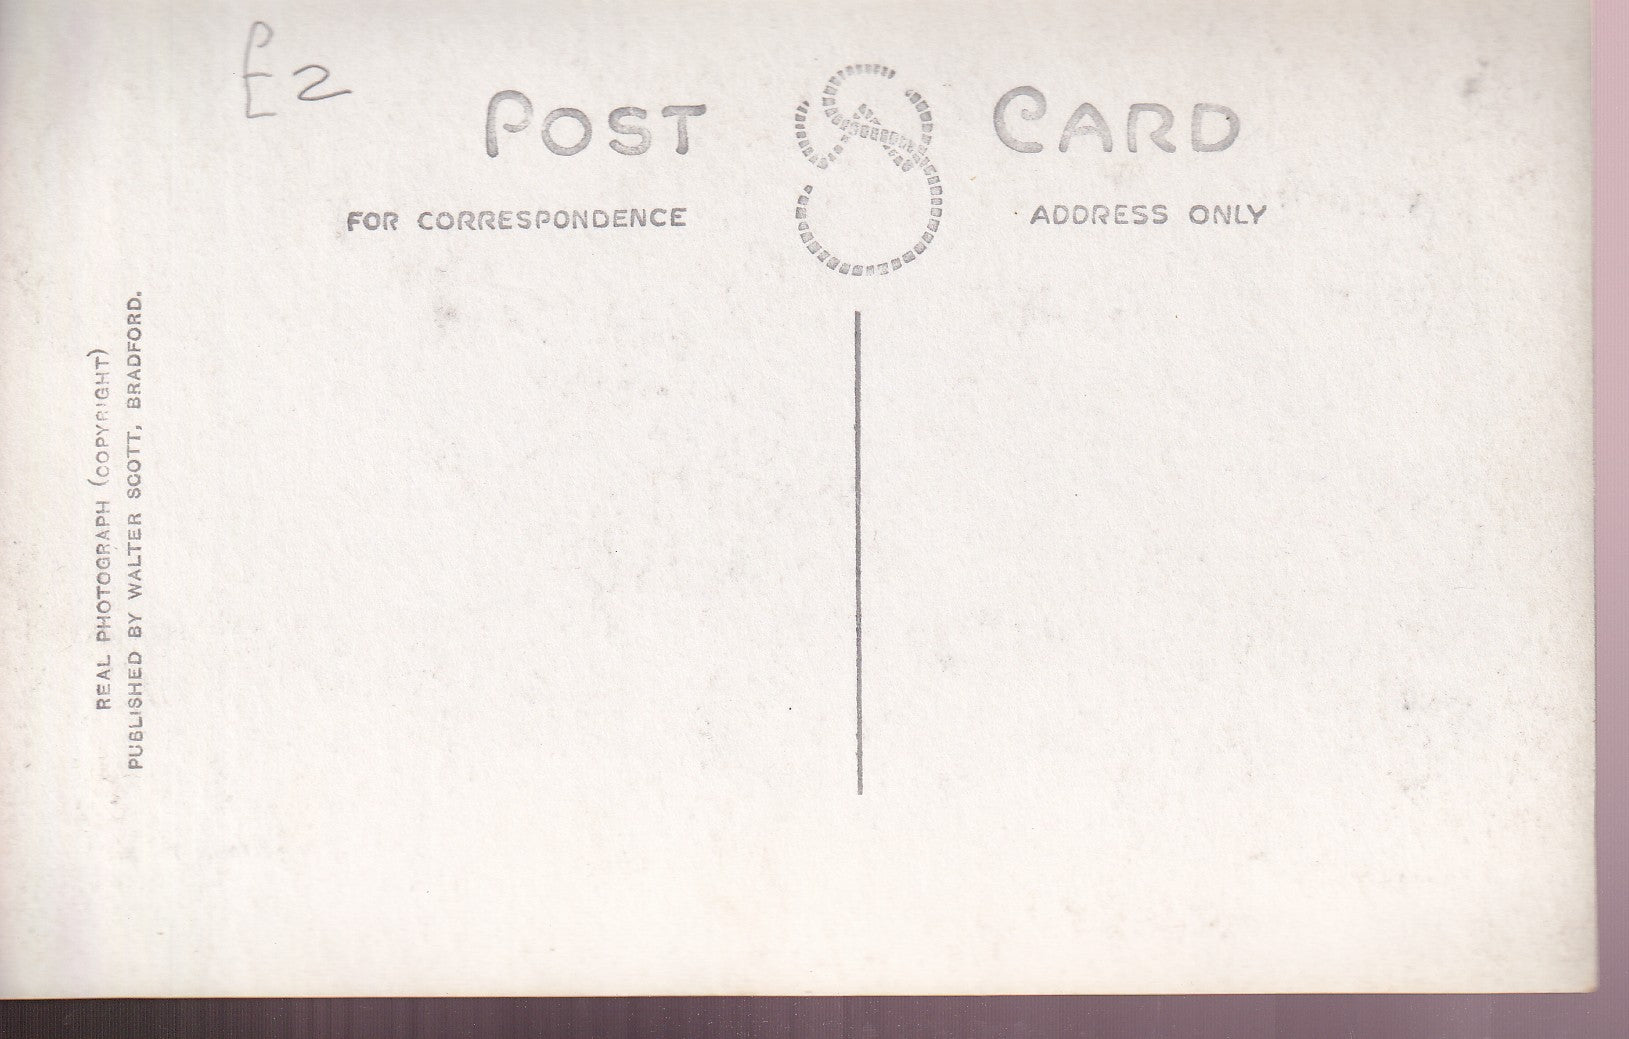 £2
POST CARD
FOR CORRESPONDENCE
ADDRESS ONLY
REAL PHOTOGRAPH (COPYRIGHT)
PUBLISHED BY WALTER SCOTT, BRADFORD.